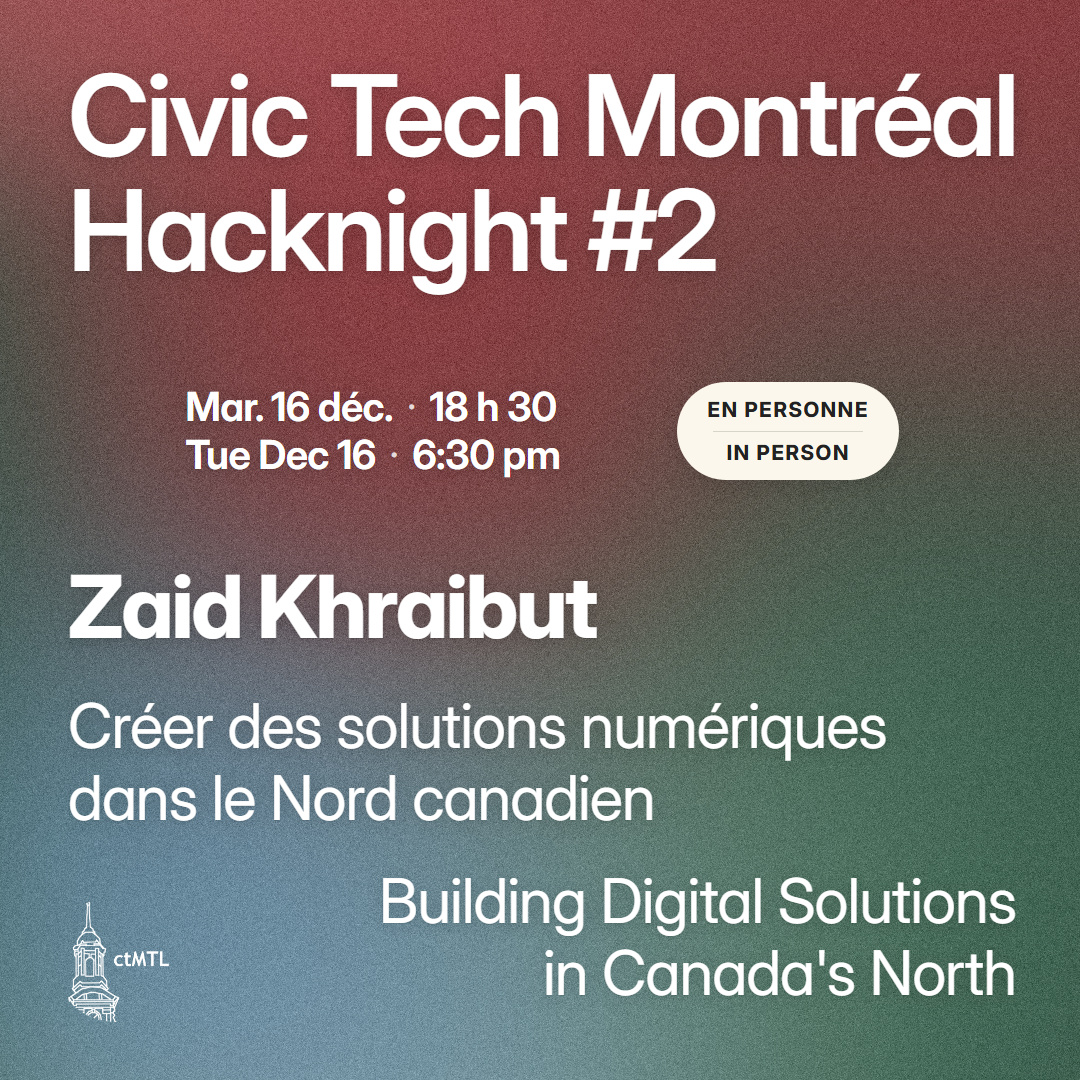 Civic Tech Montréal
Hacknight #2
Mar. 16 déc. · 18 h 30
Tue Dec 16 · 6:30 pm
EN PERSONNE
IN PERSON
Zaid Khraibut
Créer des solutions numériques
dans le Nord canadien
Building Digital Solutions
in Canada's North
ctMTL